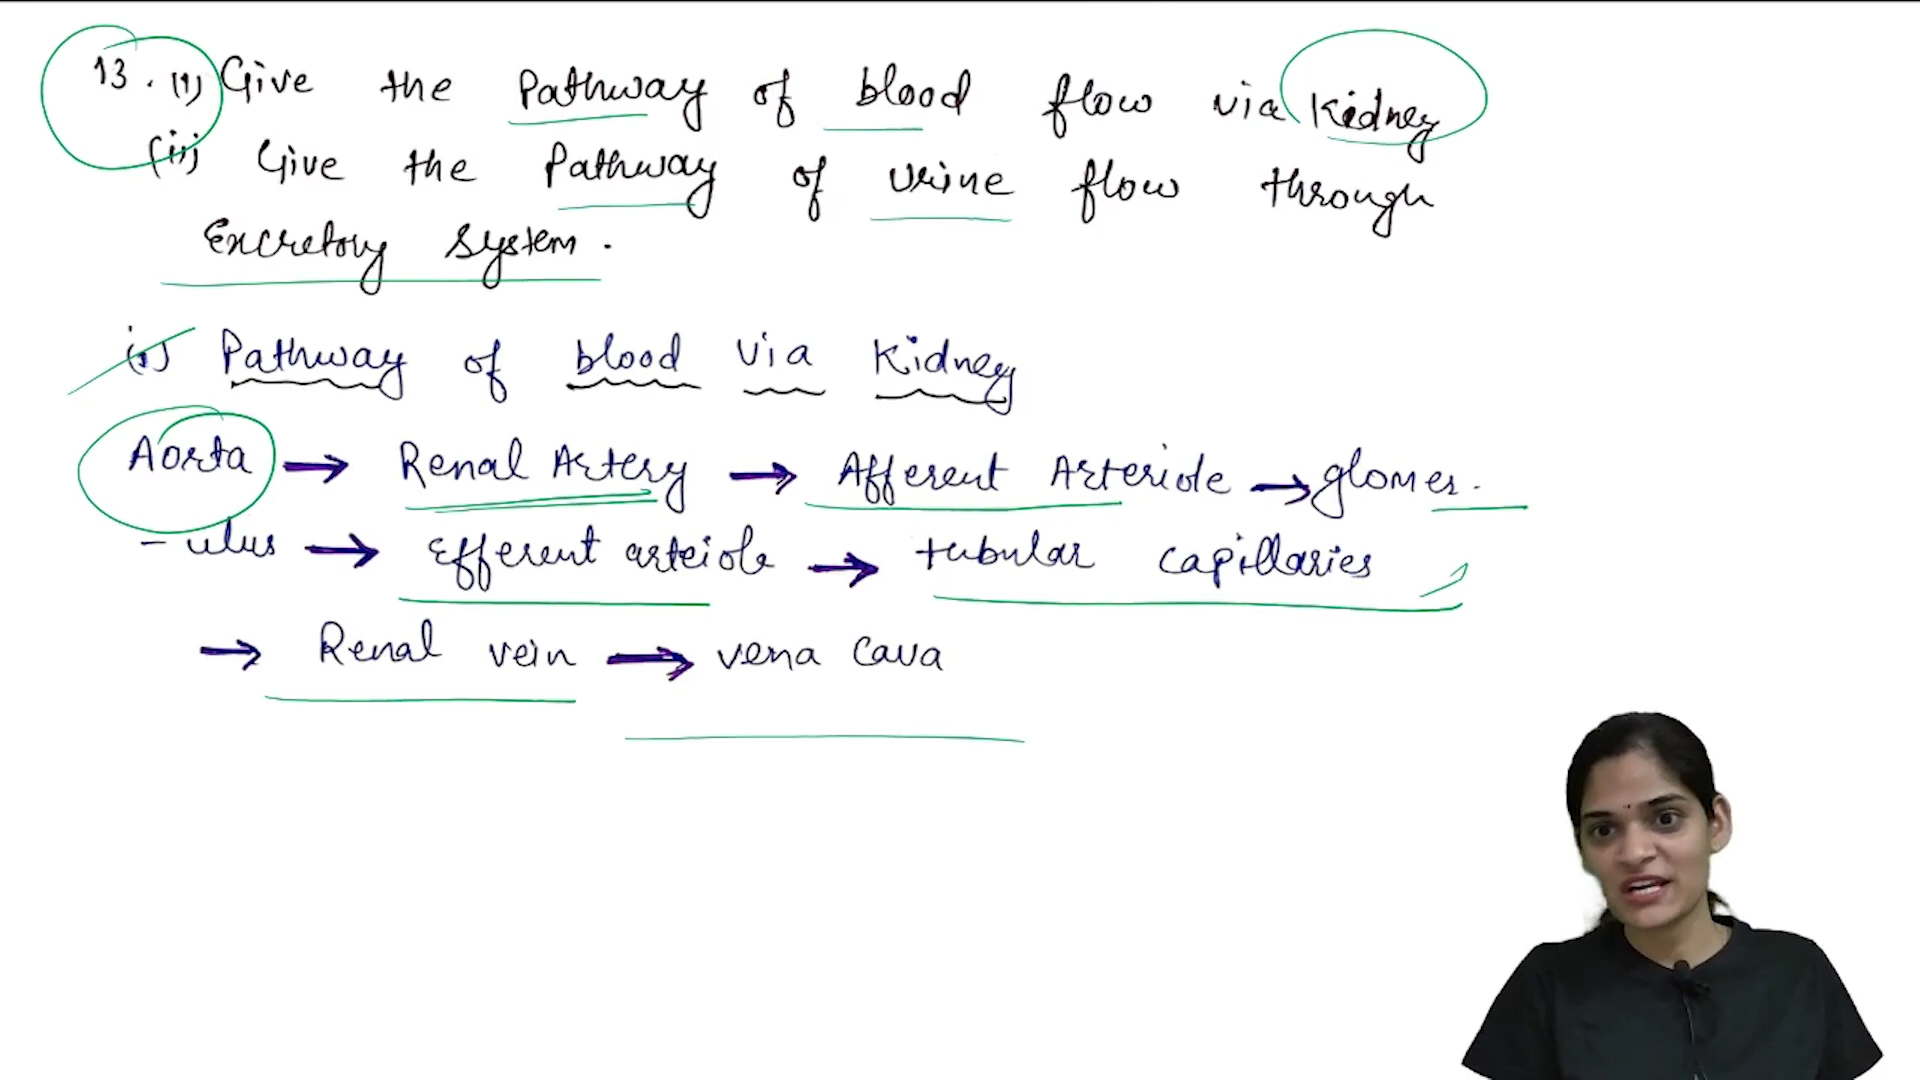 13. (i) Give the Pathway of blood flow via Kidney
(ii) Give the Pathway of Urine flow through
Excretory System.
(i) Pathway of blood via Kidney
Aorta → Renal Artery → Afferent Arteriole → glomer.
- ulus → Efferent arteiole → tubular capillaries
→ Renal vein → vena cava